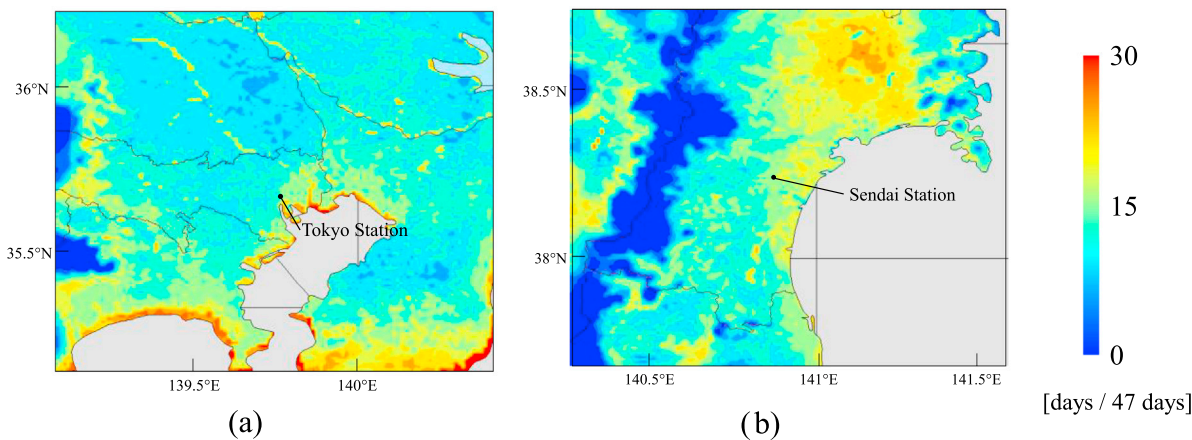 36°N
35.5°N
139.5°E
140°E
Tokyo Station
(a)
38.5°N
38°N
140.5°E
141°E
141.5°E
Sendai Station
(b)
30
15
0
[days / 47 days]